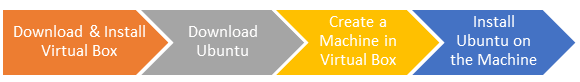 Download & Install
Virtual Box
Download
Ubuntu
Create a
Machine in
Virtual Box
Install
Ubuntu on
the Machine